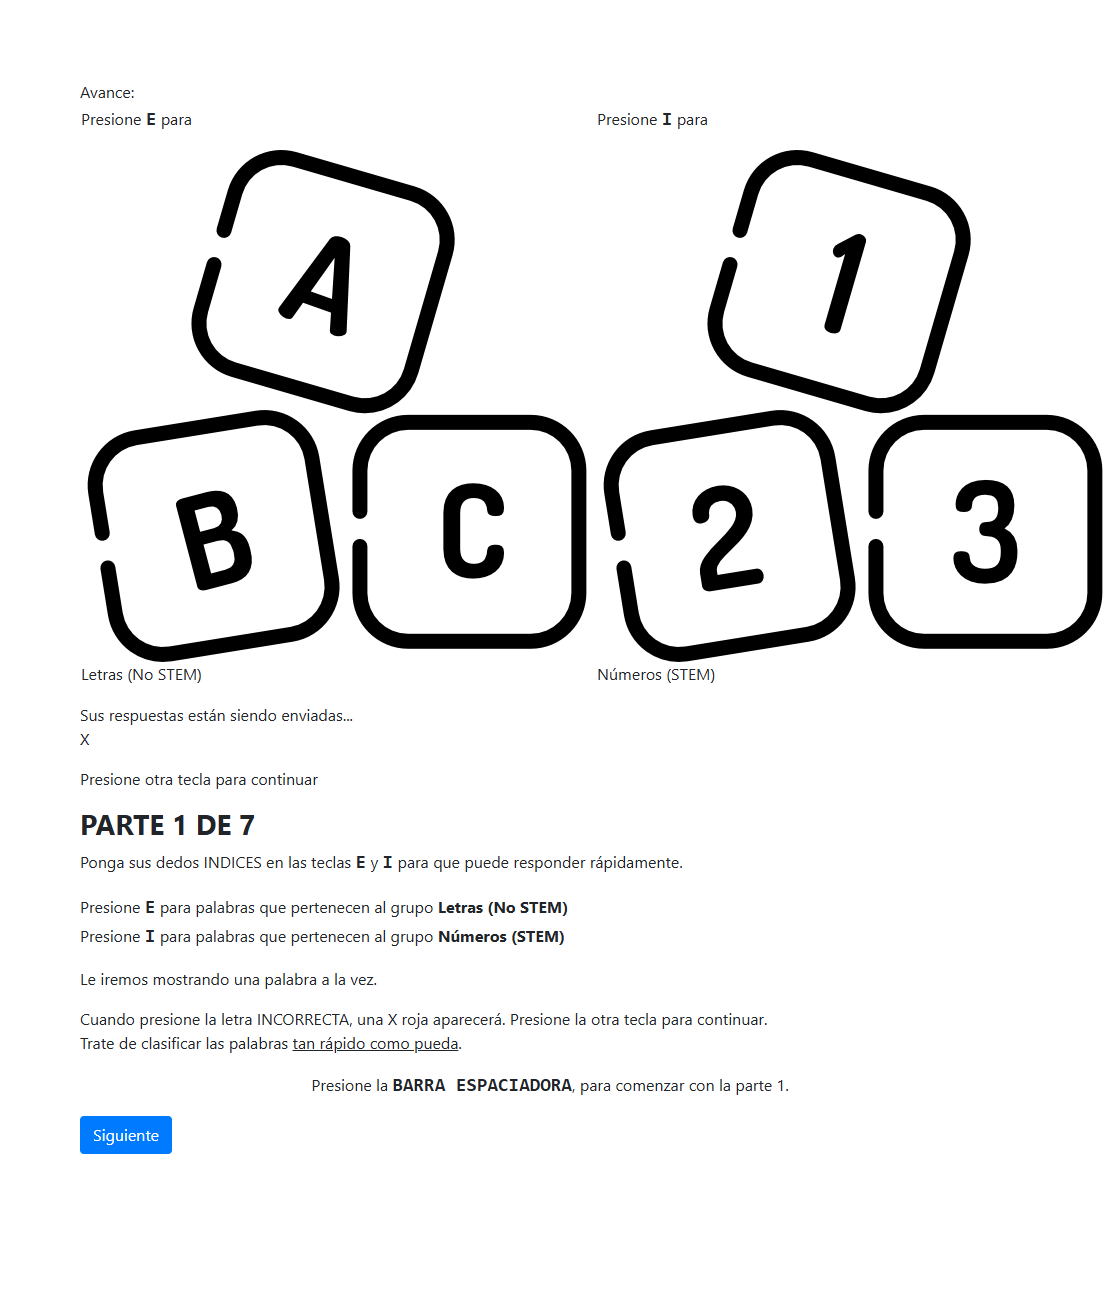 Avance:
Presione E para
Presione I para
A
B C
1
2 3
Letras (No STEM)
Números (STEM)
Sus respuestas están siendo enviadas...
X
Presione otra tecla para continuar
PARTE 1 DE 7
Ponga sus dedos INDICES en las teclas E y I para que puede responder rápidamente.
Presione E para palabras que pertenecen al grupo Letras (No STEM)
Presione I para palabras que pertenecen al grupo Números (STEM)
Le iremos mostrando una palabra a la vez.
Cuando presione la letra INCORRECTA, una X roja aparecerá. Presione la otra tecla para continuar.
Trate de clasificar las palabras tan rápido como pueda.
Presione la BARRA ESPACIADORA, para comenzar con la parte 1.
Siguiente